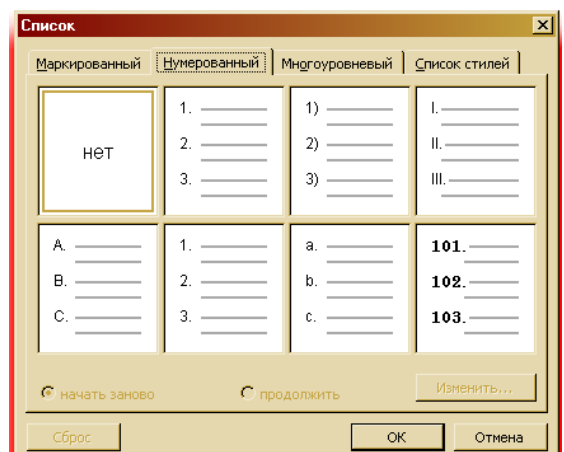 Список
Маркированный Нумерованный Многоуровневый Список стилей
нет
1.
2.
3.
1)
2)
3)
I.
II.
III.
A.
B.
C.
1.
2.
3.
a.
b.
c.
101.
102.
103.
начать заново продолжить Изменить...
Сброс ОК Отмена